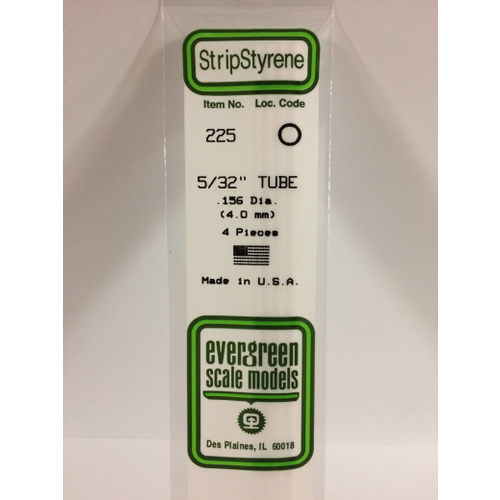 StripStyrene
Item No. Loc. Code
225
5/32" TUBE
.156 Dia.
(4.0 mm)
4 Pieces
Made in U.S.A.
evergreen
scale models
Des Plaines, IL 60018